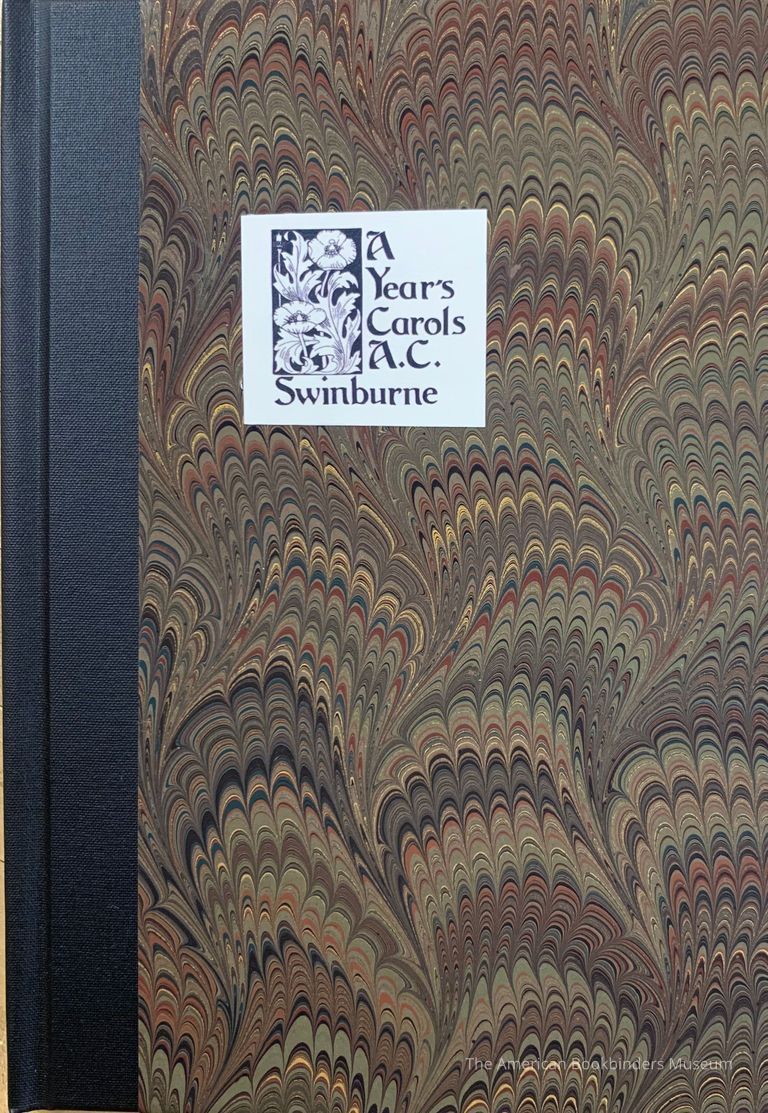 A
Year's
Carols
A.C.
Swinburne
The American Bookbinders Museum